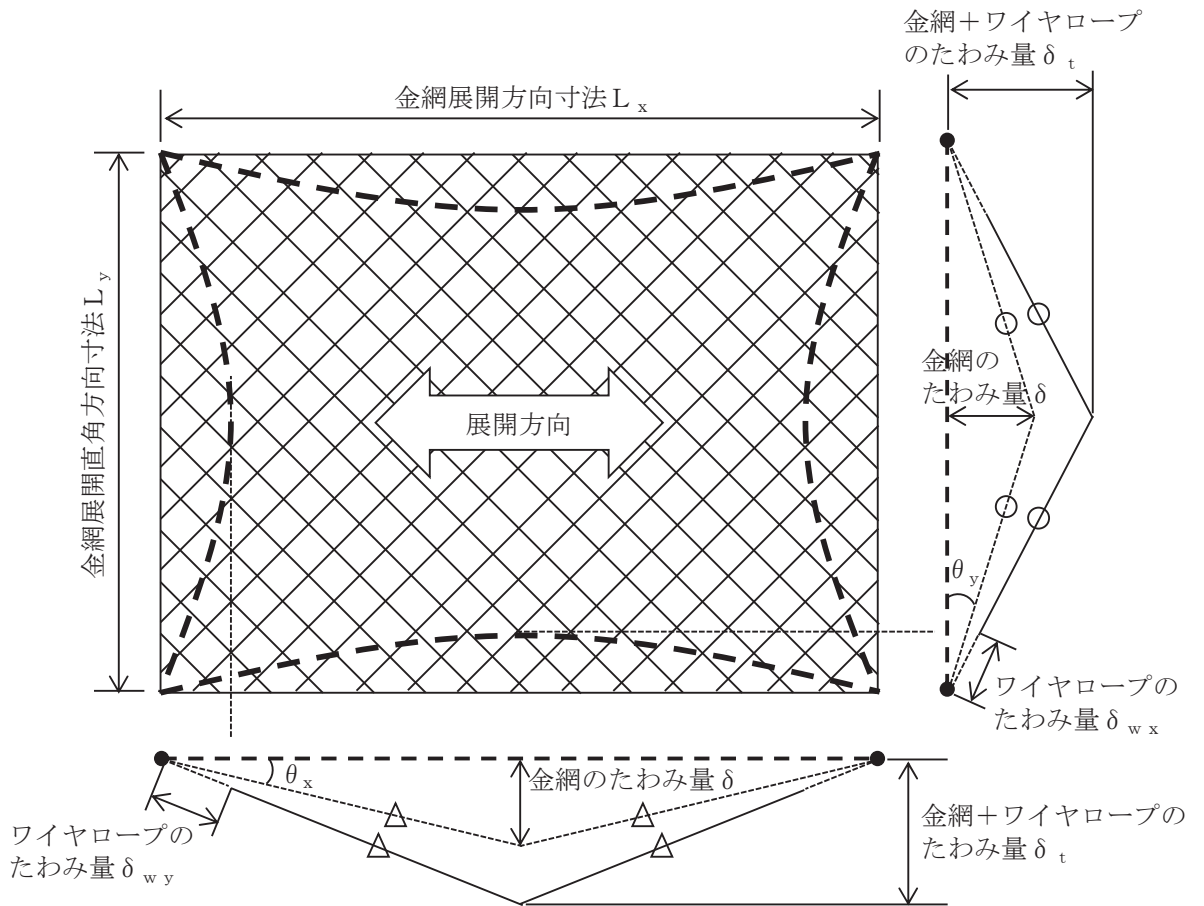 金網+ワイヤロープ
のたわみ量δt
金網展開方向寸法Lx
金網展開直角方向寸法Ly
金網の
たわみ量δ
展開方向
θy
ワイヤロープの
たわみ量δwx
θx
金網のたわみ量δ
ワイヤロープの
たわみ量δwy
金網+ワイヤロープの
たわみ量δt